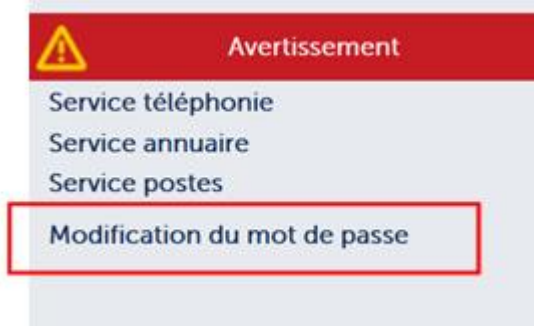 Avertissement
Service téléphonie
Service annuaire
Service postes
Modification du mot de passe